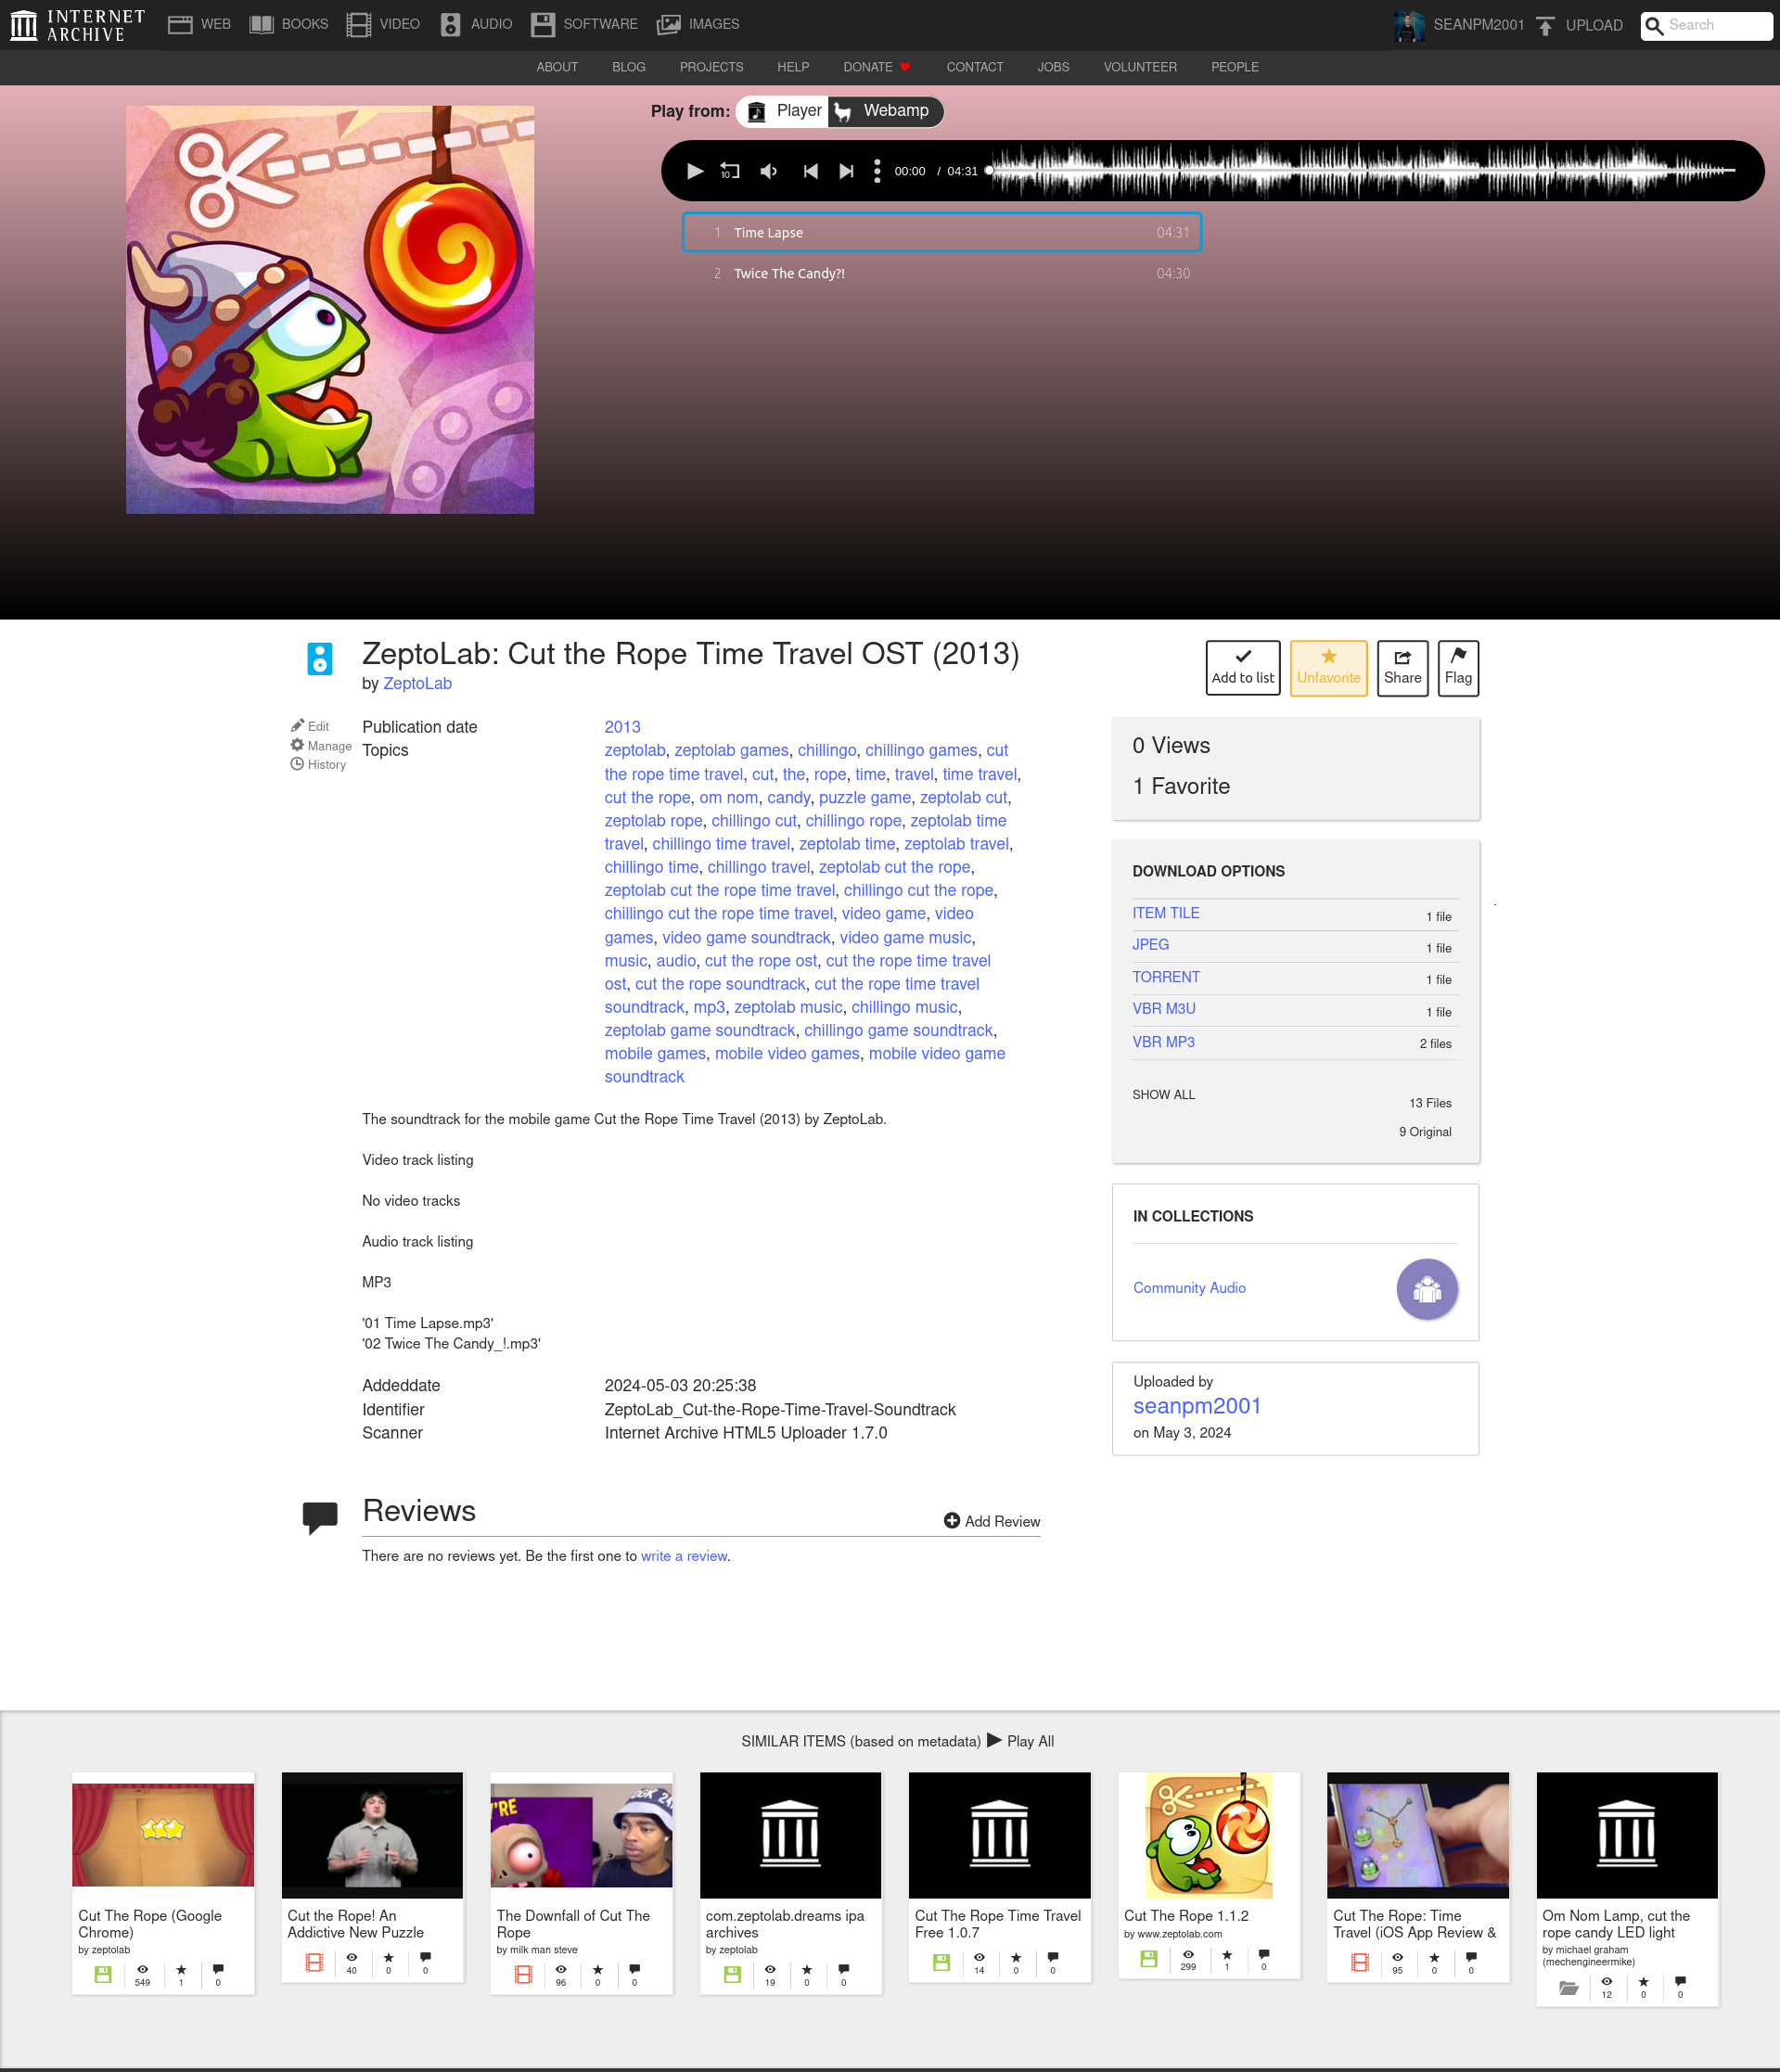 INTERNET ARCHIVE
WEB BOOKS VIDEO AUDIO SOFTWARE IMAGES
SEANPM2001 UPLOAD Search
ABOUT BLOG PROJECTS HELP DONATE CONTACT JOBS VOLUNTEER PEOPLE
Play from: Player Webamp
10 00:00 / 04:31
1 Time Lapse 04:31
2 Twice The Candy?! 04:30
ZeptoLab: Cut the Rope Time Travel OST (2013)
by ZeptoLab
Add to list Unfavorite Share Flag
Edit
Manage
History
Publication date 2013
Topics zeptolab, zeptolab games, chillingo, chillingo games, cut
the rope time travel, cut, the, rope, time, travel, time travel,
cut the rope, om nom, candy, puzzle game, zeptolab cut,
zeptolab rope, chillingo cut, chillingo rope, zeptolab time
travel, chillingo time travel, zeptolab time, zeptolab travel,
chillingo time, chillingo travel, zeptolab cut the rope,
zeptolab cut the rope time travel, chillingo cut the rope,
chillingo cut the rope time travel, video game, video
games, video game soundtrack, video game music,
music, audio, cut the rope ost, cut the rope time travel
ost, cut the rope soundtrack, cut the rope time travel
soundtrack, mp3, zeptolab music, chillingo music,
zeptolab game soundtrack, chillingo game soundtrack,
mobile games, mobile video games, mobile video game
soundtrack
The soundtrack for the mobile game Cut the Rope Time Travel (2013) by ZeptoLab.
Video track listing
No video tracks
Audio track listing
MP3
'01 Time Lapse.mp3'
'02 Twice The Candy_!.mp3'
Addeddate 2024-05-03 20:25:38
Identifier ZeptoLab_Cut-the-Rope-Time-Travel-Soundtrack
Scanner Internet Archive HTML5 Uploader 1.7.0
0 Views
1 Favorite
DOWNLOAD OPTIONS
ITEM TILE 1 file
JPEG 1 file
TORRENT 1 file
VBR M3U 1 file
VBR MP3 2 files
SHOW ALL 13 Files
9 Original
IN COLLECTIONS
Community Audio
Uploaded by
seanpm2001
on May 3, 2024
Reviews
Add Review
There are no reviews yet. Be the first one to write a review.
SIMILAR ITEMS (based on metadata) Play All
Cut The Rope (Google
Chrome)
by zeptolab
549 1 0
Cut the Rope! An
Addictive New Puzzle
40 0 0
'RE
The Downfall of Cut The
Rope
by milk man steve
96 0 0
com.zeptolab.dreams ipa
archives
by zeptolab
19 0 0
Cut The Rope Time Travel
Free 1.0.7
14 0 0
Cut The Rope 1.1.2
by www.zeptolab.com
299 1 0
Cut The Rope: Time
Travel (iOS App Review &
95 0 0
Om Nom Lamp, cut the
rope candy LED light
by michael graham
(mechengineermike)
12 0 0